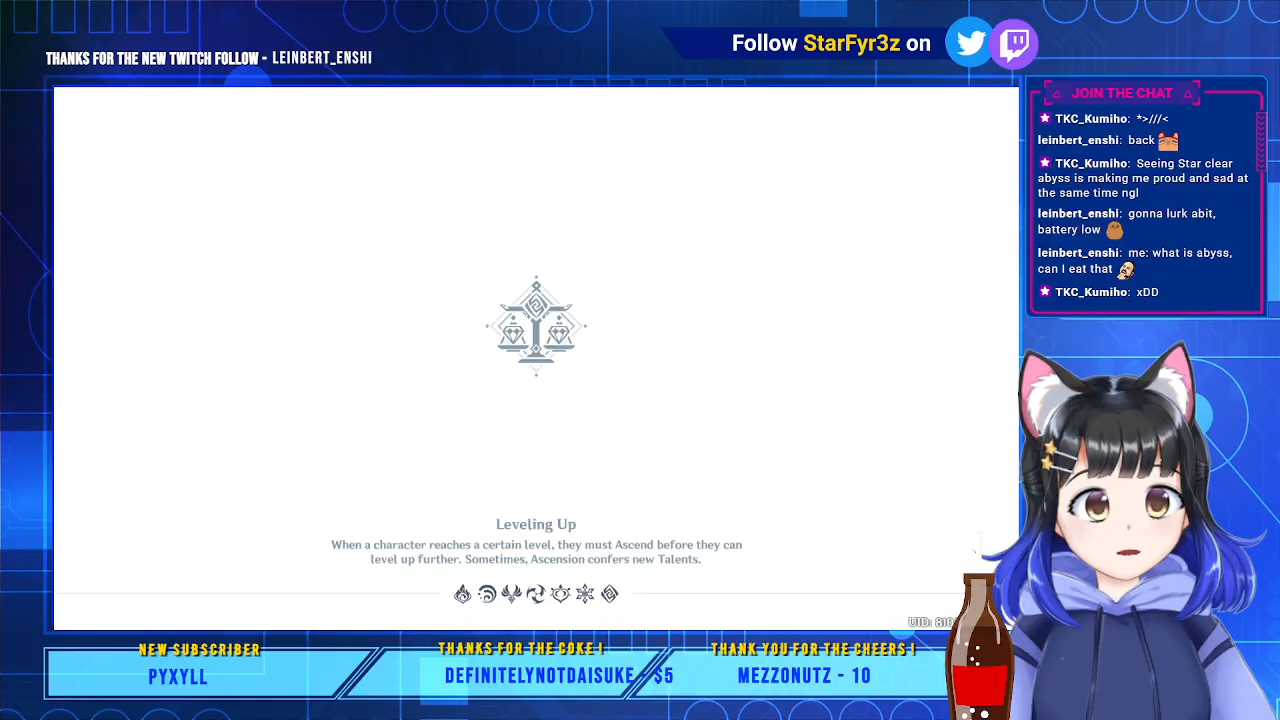 THANKS FOR THE NEW TWITCH FOLLOW - LEINBERT_ENSHI
Follow StarFyr3z on
JOIN THE CHAT
TKC_Kumiho: *>///<
leinbert_enshi: back
TKC_Kumiho: Seeing Star clear
abyss is making me proud and sad at
the same time ngl
leinbert_enshi: gonna lurk abit,
battery low
leinbert_enshi: me: what is abyss,
can I eat that
TKC_Kumiho: xDD
Leveling Up
When a character reaches a certain level, they must Ascend before they can
level up further. Sometimes, Ascension confers new Talents.
UID: 810
NEW SUBSCRIBER
PYXYLL
THANKS FOR THE COKE !
DEFINITELYNOTDAISUKE - $5
THANK YOU FOR THE CHEERS !
MEZZONUTZ - 10